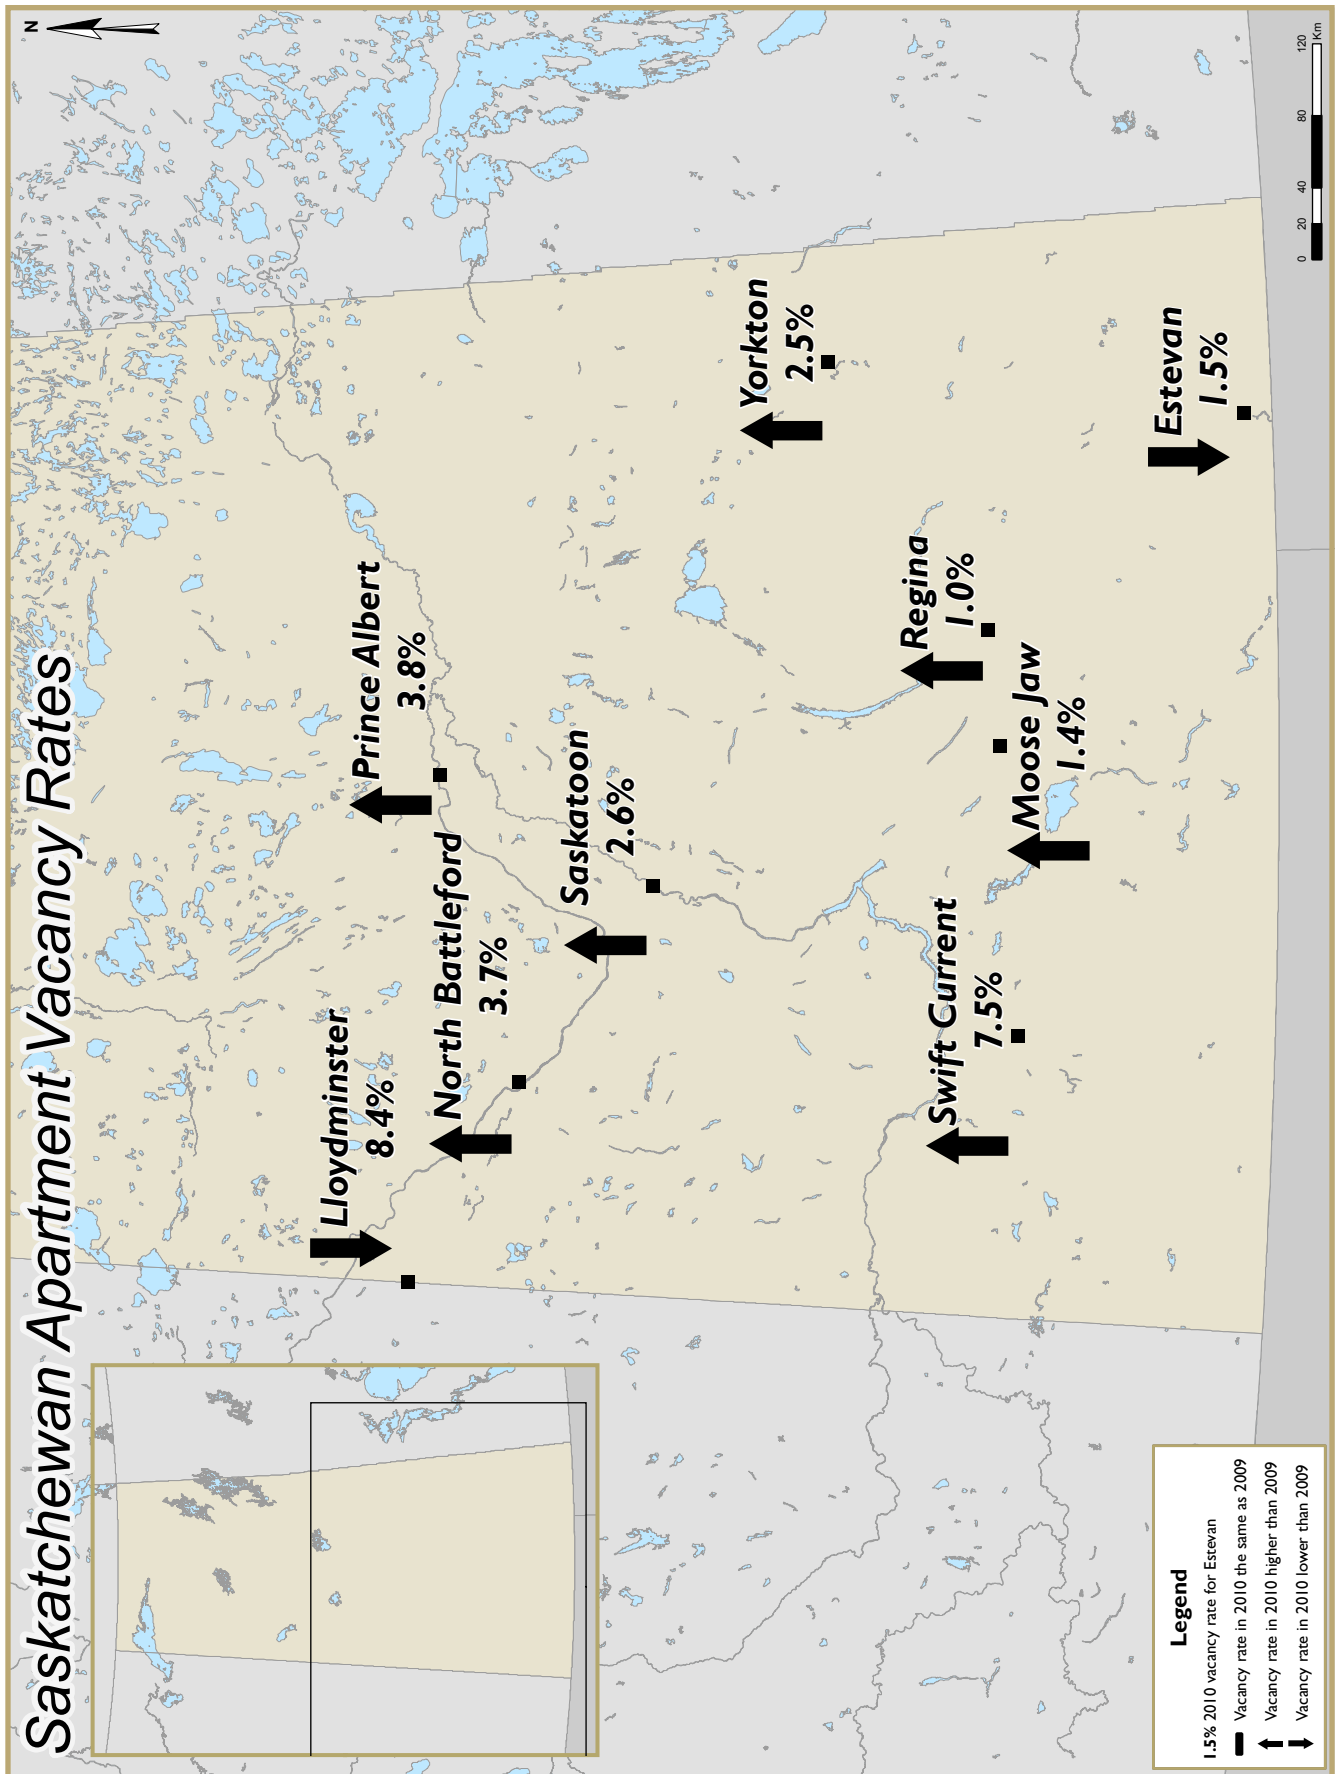 Saskatchewan Apartment Vacancy Rates
N
Lloydminster
8.4%
North Battleford
3.7%
Prince Albert
3.8%
Saskatoon
2.6%
Yorkton
2.5%
Regina
1.0%
Moose Jaw
1.4%
Swift Current
7.5%
Estevan
1.5%
Legend
1.5% 2010 vacancy rate for Estevan
Vacancy rate in 2010 the same as 2009
Vacancy rate in 2010 higher than 2009
Vacancy rate in 2010 lower than 2009
0 20 40 80 120
Km